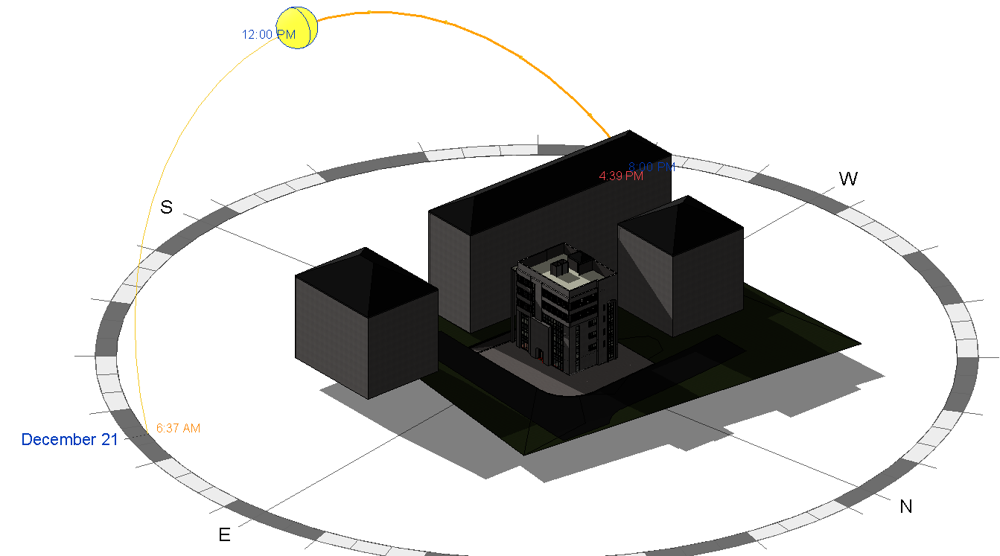 12:00 PM
8:00 PM
4:39 PM
W
S
6:37 AM
December 21
N
E